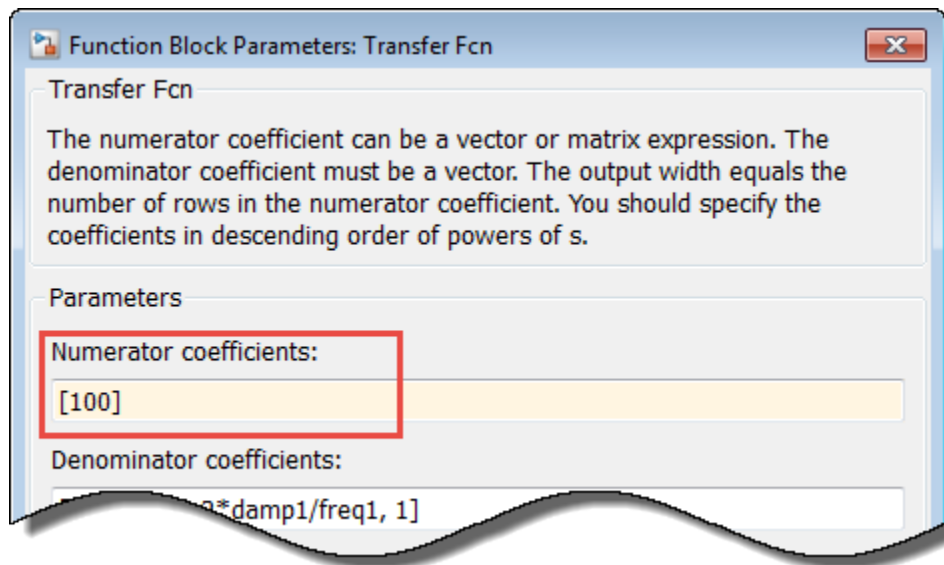 Function Block Parameters: Transfer Fcn
Transfer Fcn
The numerator coefficient can be a vector or matrix expression. The
denominator coefficient must be a vector. The output width equals the
number of rows in the numerator coefficient. You should specify the
coefficients in descending order of powers of s.
Parameters
Numerator coefficients:
[100]
Denominator coefficients:
*damp1/freq1, 1]